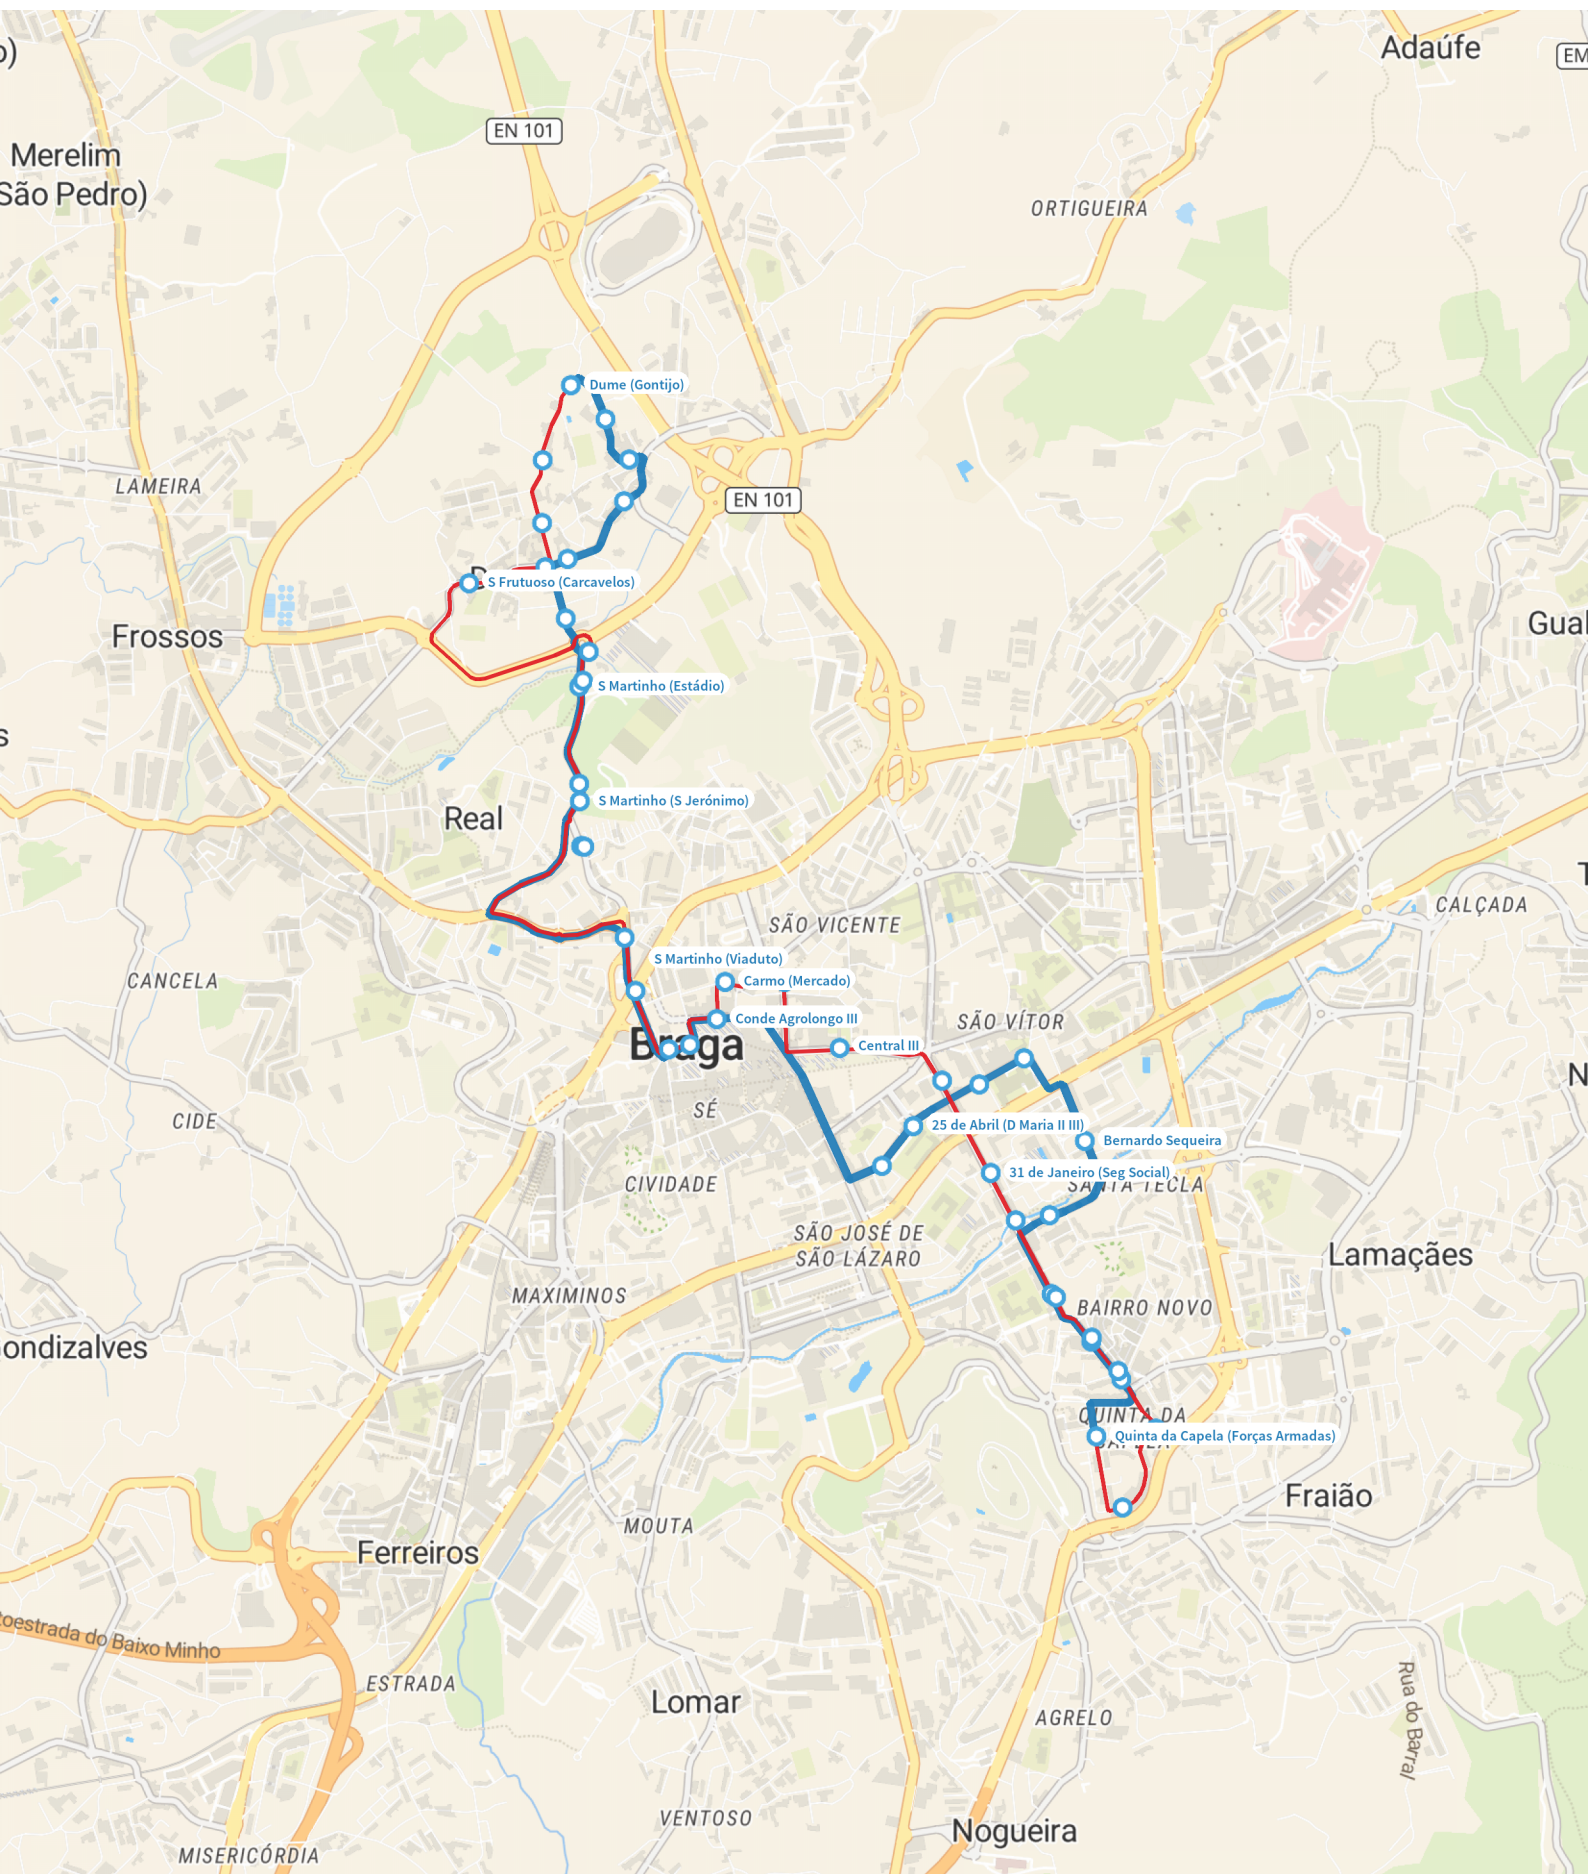 Adaúfe
EM
EN 101
Merelim
São Pedro)
ORTIGUEIRA
Dume (Gontijo)
LAMEIRA
EN 101
S Frutuoso (Carcavelos)
Frossos
Gual
S Martinho (Estádio)
S Martinho (S Jerónimo)
Real
CALÇADA
SÃO VICENTE
S Martinho (Viaduto)
CANCELA
Carmo (Mercado)
Conde Agrolongo III
SÃO VÍTOR
Central III
Braga
SÉ
CIDE
25 de Abril (D Maria II III)
Bernardo Sequeira
31 de Janeiro (Seg Social)
CIVIDADE
SANTA TECLA
SÃO JOSÉ DE
SÃO LÁZARO
Lamaçães
MAXIMINOS
BAIRRO NOVO
ondizalves
QUINTA DA
Quinta da Capela (Forças Armadas)
Fraião
MOUTA
Ferreiros
toestrada do Baixo Minho
ESTRADA
Lomar
Rua do Barral
AGRELO
VENTOSO
Nogueira
MISERICÓRDIA